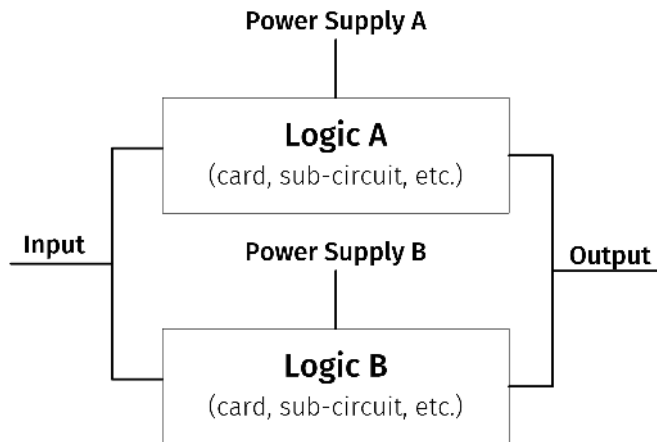 Power Supply A
Logic A
(card, sub-circuit, etc.)
Input
Power Supply B
Output
Logic B
(card, sub-circuit, etc.)